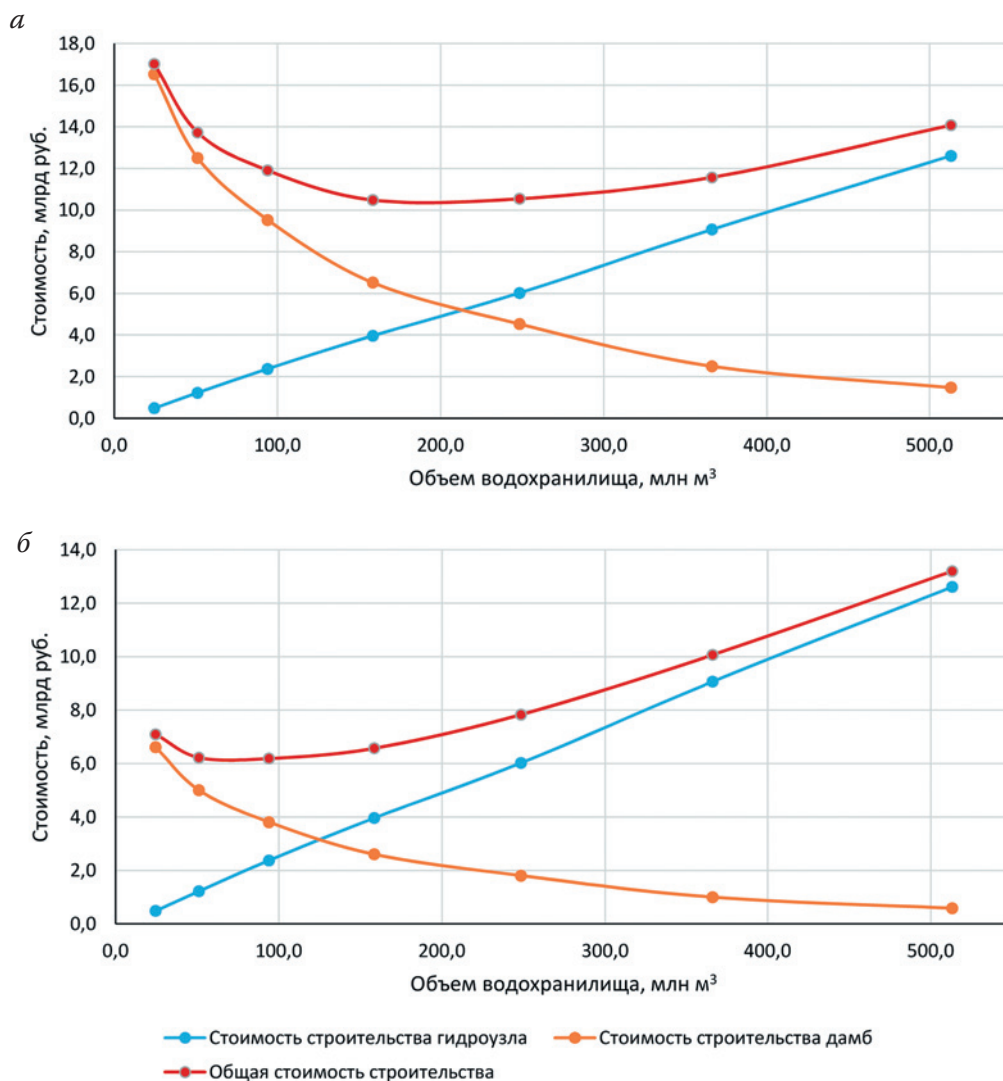 а
18,0
16,0
14,0
12,0
10,0
8,0
6,0
4,0
2,0
0,0
Стоимость, млрд руб.
0,0 100,0 200,0 300,0 400,0 500,0
Объем водохранилища, млн м³
б
14,0
12,0
10,0
8,0
6,0
4,0
2,0
0,0
Стоимость, млрд руб.
0,0 100,0 200,0 300,0 400,0 500,0
Объем водохранилища, млн м³
Стоимость строительства гидроузла Стоимость строительства дамб
Общая стоимость строительства